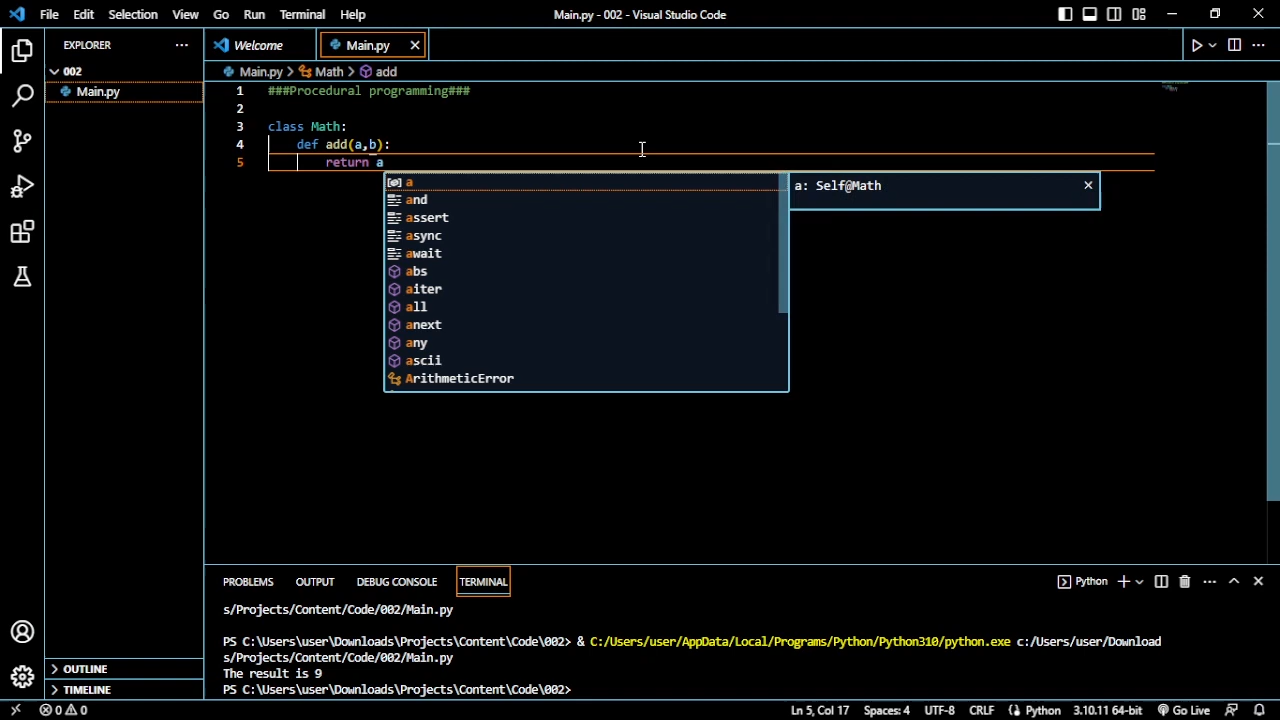 File Edit Selection View Go Run Terminal Help Main.py - 002 - Visual Studio Code
EXPLORER
Welcome Main.py
002
Main.py
Main.py > Math > add
1 ###Procedural programming###
2
3 class Math:
4 def add(a,b):
5 return a
a
and
assert
async
await
abs
aiter
all
anext
any
ascii
ArithmeticError
a: Self@Math
PROBLEMS OUTPUT DEBUG CONSOLE TERMINAL
Python
s/Projects/Content/Code/002/Main.py
PS C:\Users\user\Downloads\Projects\Content\Code\002> & C:/Users/user/AppData/Local/Programs/Python/Python310/python.exe c:/Users/user/Download
s/Projects/Content/Code/002/Main.py
The result is 9
PS C:\Users\user\Downloads\Projects\Content\Code\002>
OUTLINE
TIMELINE
0 0 Ln 5, Col 17 Spaces: 4 UTF-8 CRLF Python 3.10.11 64-bit Go Live